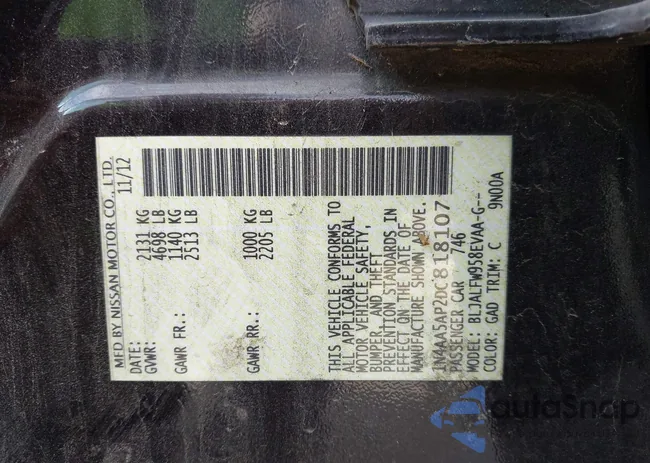 MFD BY NISSAN MOTOR CO., LTD.
DATE: 11/12
GVWR: 2131 KG
4698 LB
GAWR FR: 1140 KG
2513 LB
GAWR RR: 1000 KG
2205 LB
THIS VEHICLE CONFORMS TO
ALL APPLICABLE FEDERAL
MOTOR VEHICLE SAFETY,
BUMPER, AND THEFT
PREVENTION STANDARDS IN
EFFECT ON THE DATE OF
MANUFACTURE SHOWN ABOVE.
1N4AA5AP2DC818107
PASSENGER CAR 746
MODEL: BLJALFW958EVAA-G--
COLOR: GAD TRIM: C 9N00A
autoSnap